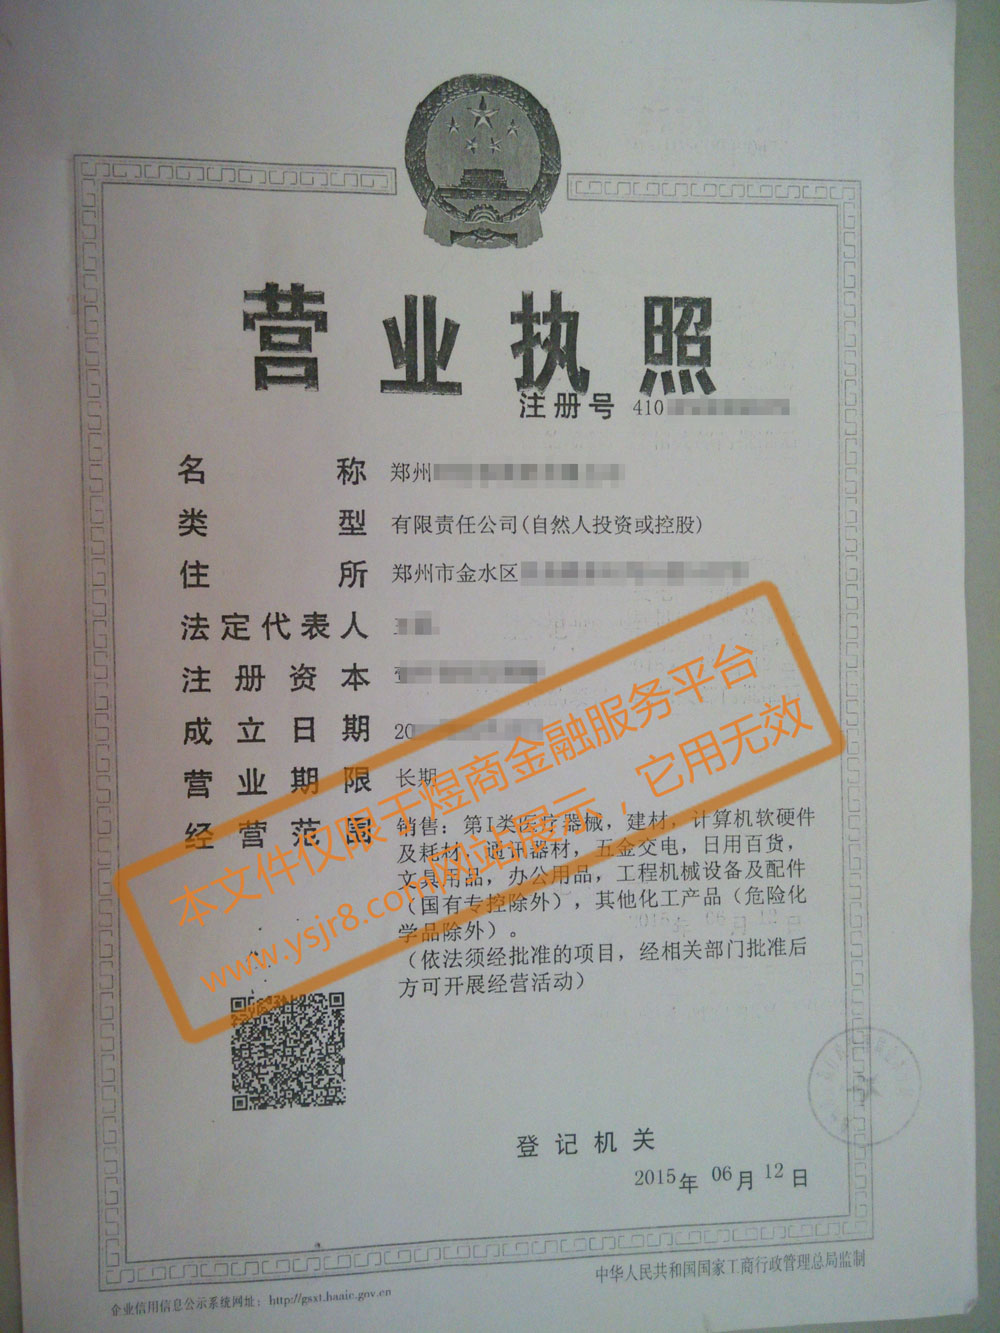 营业执照
注册号 410
名称 郑州
类型 有限责任公司(自然人投资或控股)
住所 郑州市金水区
法定代表人
注册资本
成立日期 20
营业期限 长期
经营范围 销售：第I类医疗器械，建材，计算机软硬件
及耗材，通讯器材，五金交电，日用百货，
文具用品，办公用品，工程机械设备及配件
（国有专控除外），其他化工产品（危险化
学品除外）。
（依法须经批准的项目，经相关部门批准后
方可开展经营活动）
本文件仅限于煜商金融服务平台
www.ysjr8.com网站展示，它用无效
登记机关
2015年 06月 12日
企业信用信息公示系统网址：http://gsxt.haaic.gov.cn
中华人民共和国国家工商行政管理总局监制